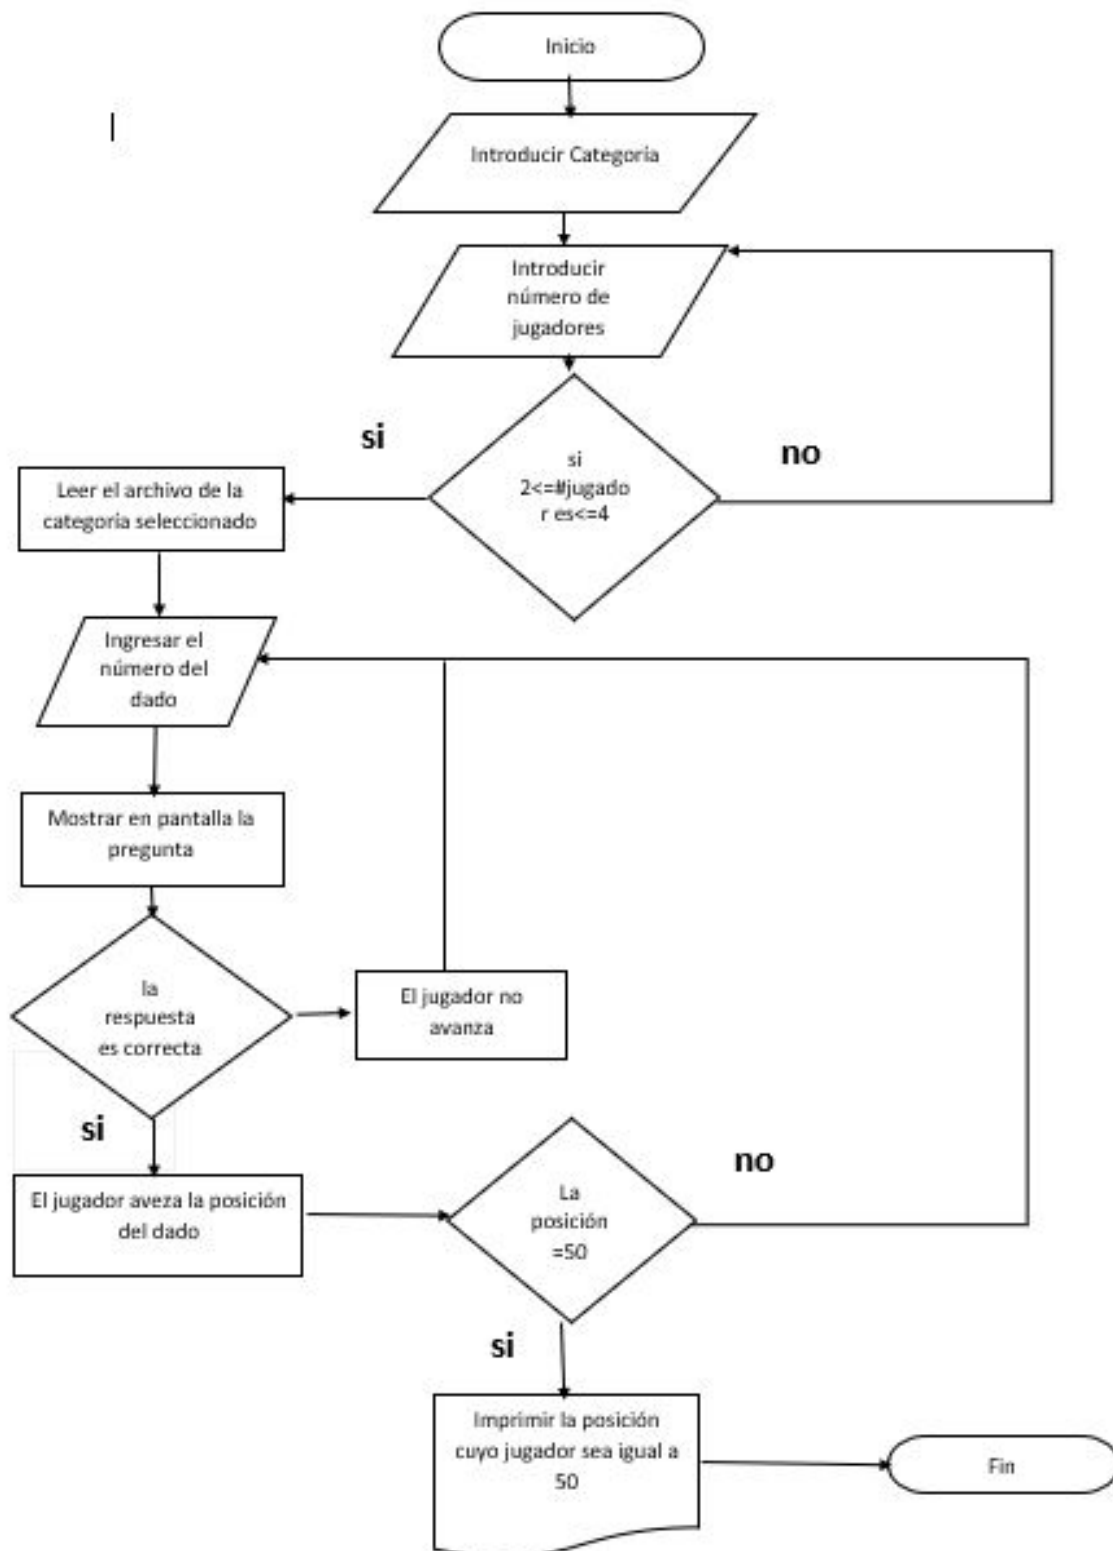 Inicio
Introducir Categoria
Introducir
número de
jugadores
si
no
si
2<=#jugado
r es<=4
Leer el archivo de la
categoria seleccionado
Ingresar el
número del
dado
Mostrar en pantalla la
pregunta
la
respuesta
es correcta
El jugador no
avanza
si
El jugador aveza la posición
del dado
La
posición
=50
no
si
Imprimir la posición
cuyo jugador sea igual a
50
Fin